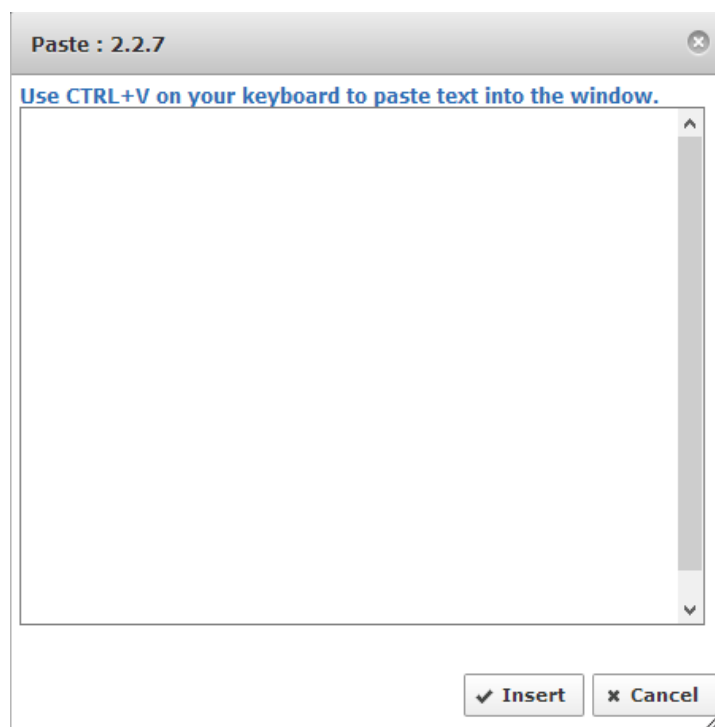 Paste : 2.2.7
Use CTRL+V on your keyboard to paste text into the window.
Insert
Cancel